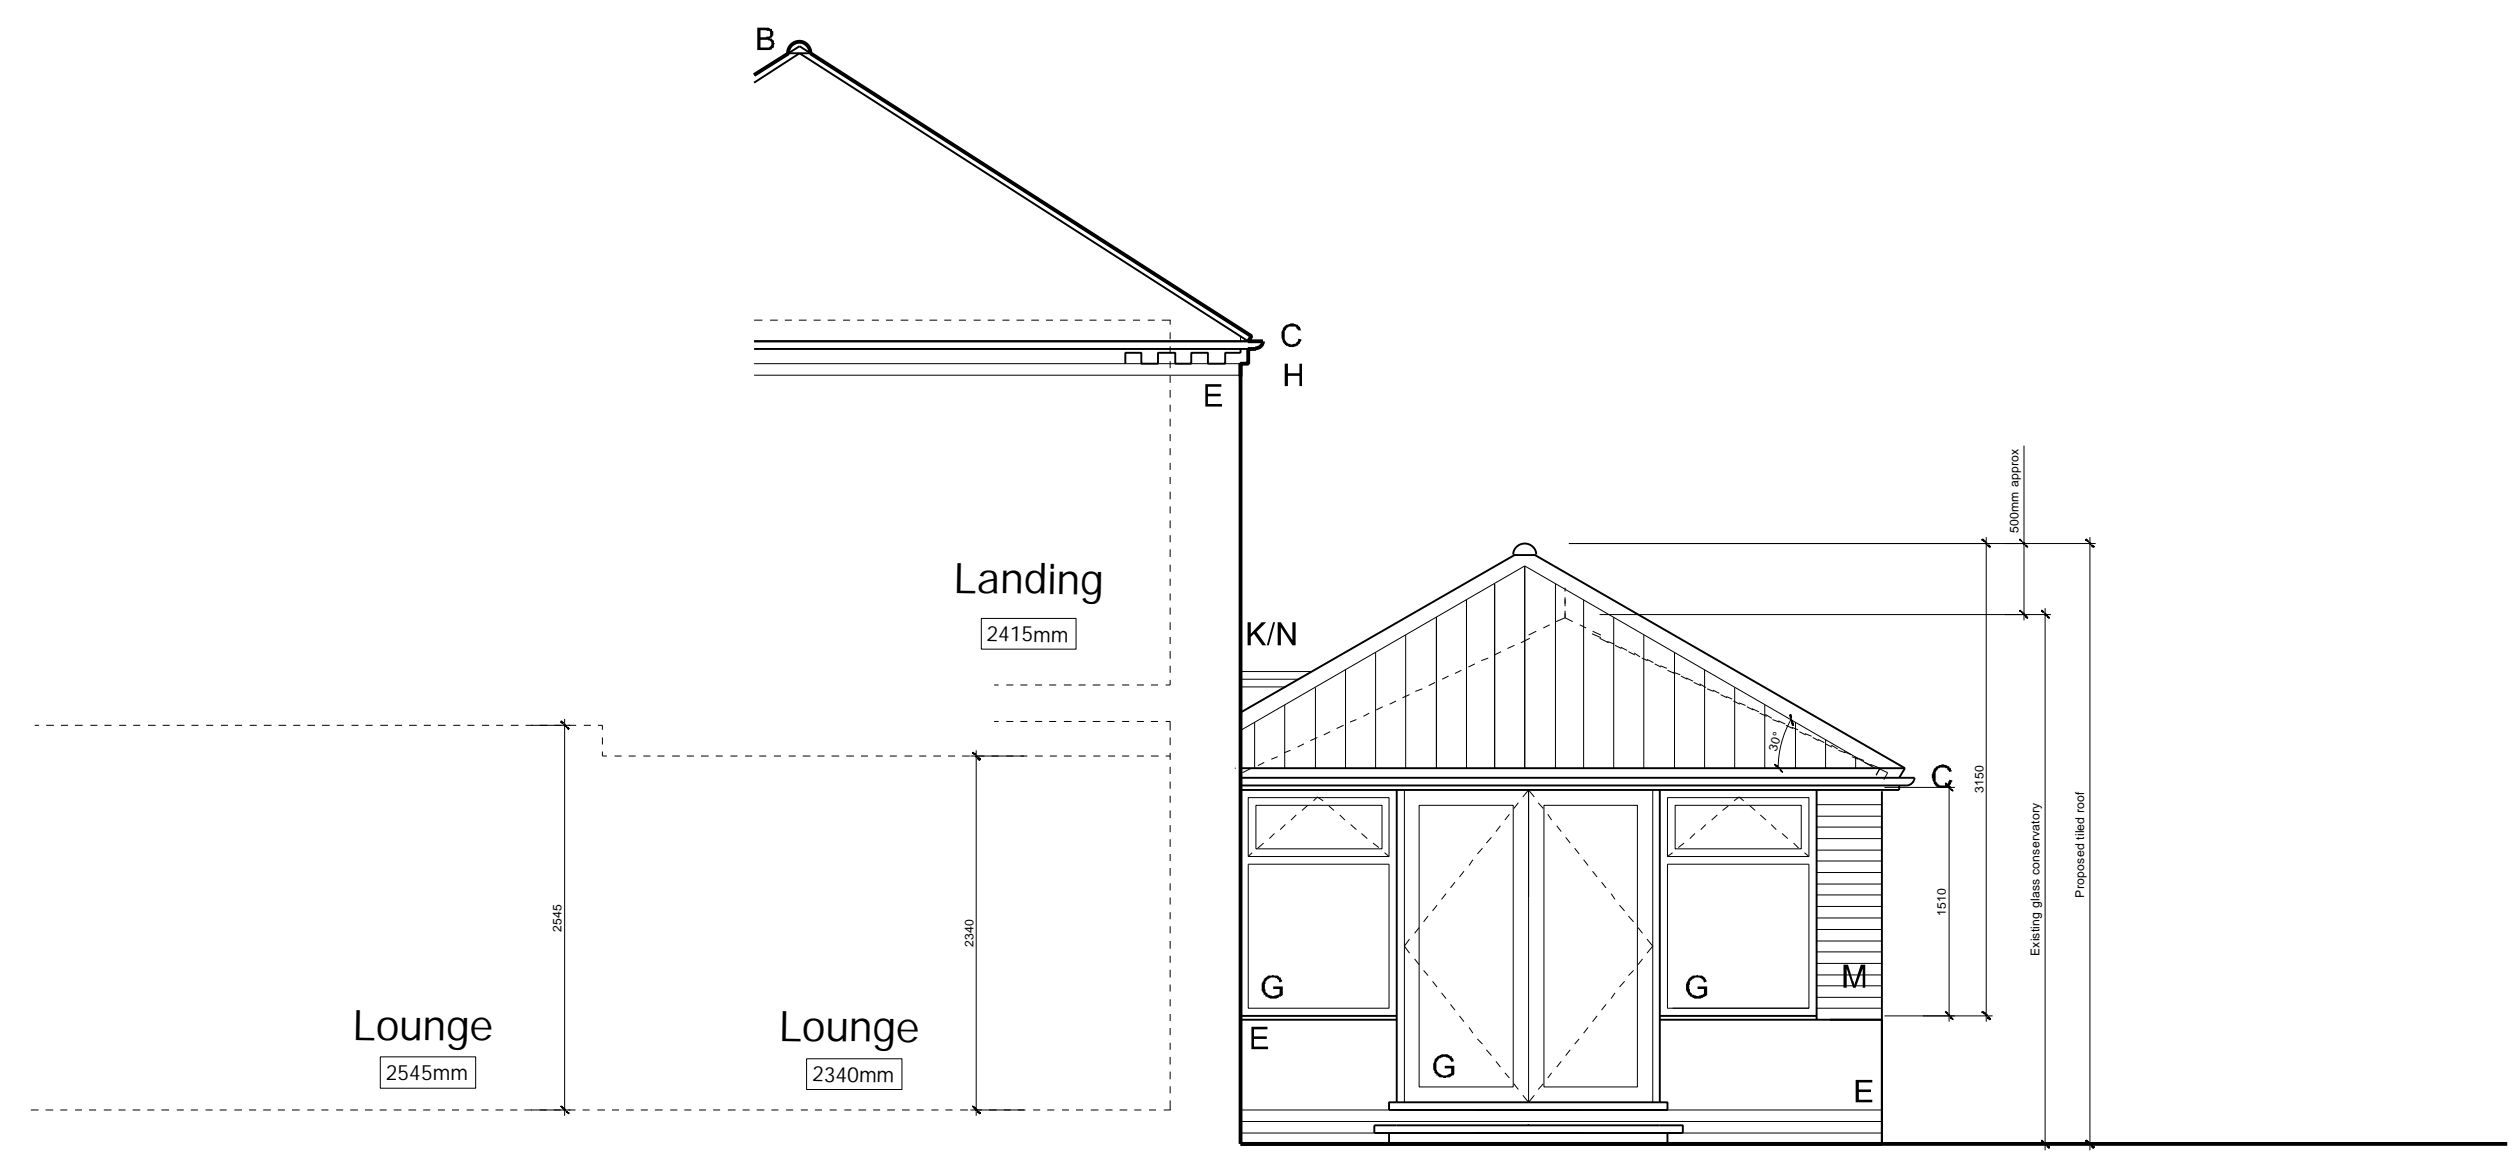 B
C
H
E
500mm approx
Landing
2415mm
K/N
30°
C
3150
Existing glass conservatory
Proposed tiled roof
1510
2545
2340
M
G
G
Lounge
2545mm
Lounge
2340mm
E
G
E